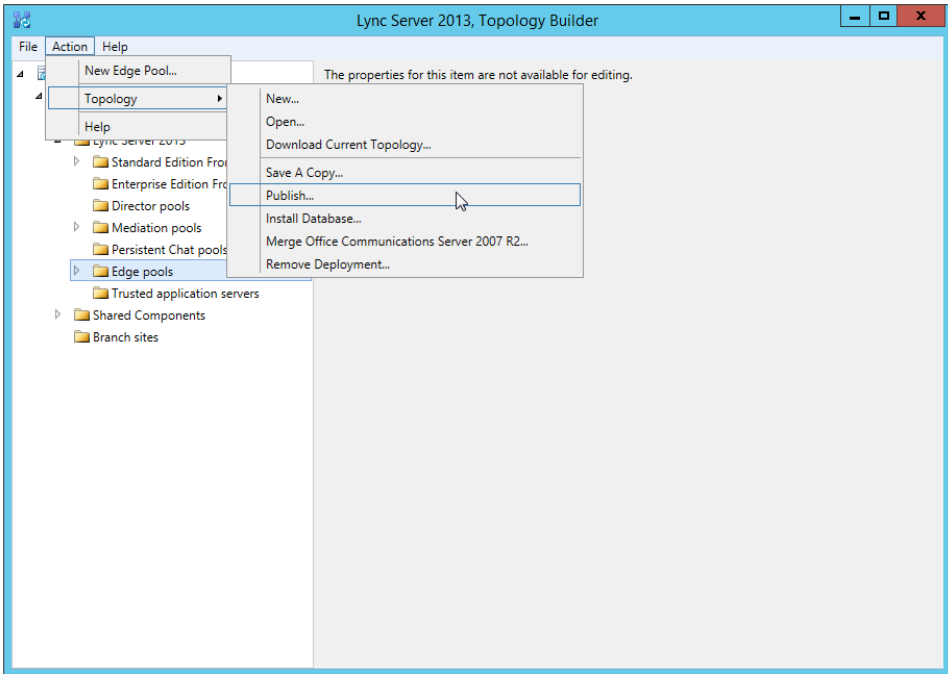 Lync Server 2013, Topology Builder
File Action Help
New Edge Pool...
Topology
Help
The properties for this item are not available for editing.
New...
Open...
Download Current Topology...
Save A Copy...
Publish...
Install Database...
Merge Office Communications Server 2007 R2...
Remove Deployment...
Lync Server 2013
Standard Edition Fro
Enterprise Edition Fro
Director pools
Mediation pools
Persistent Chat pools
Edge pools
Trusted application servers
Shared Components
Branch sites